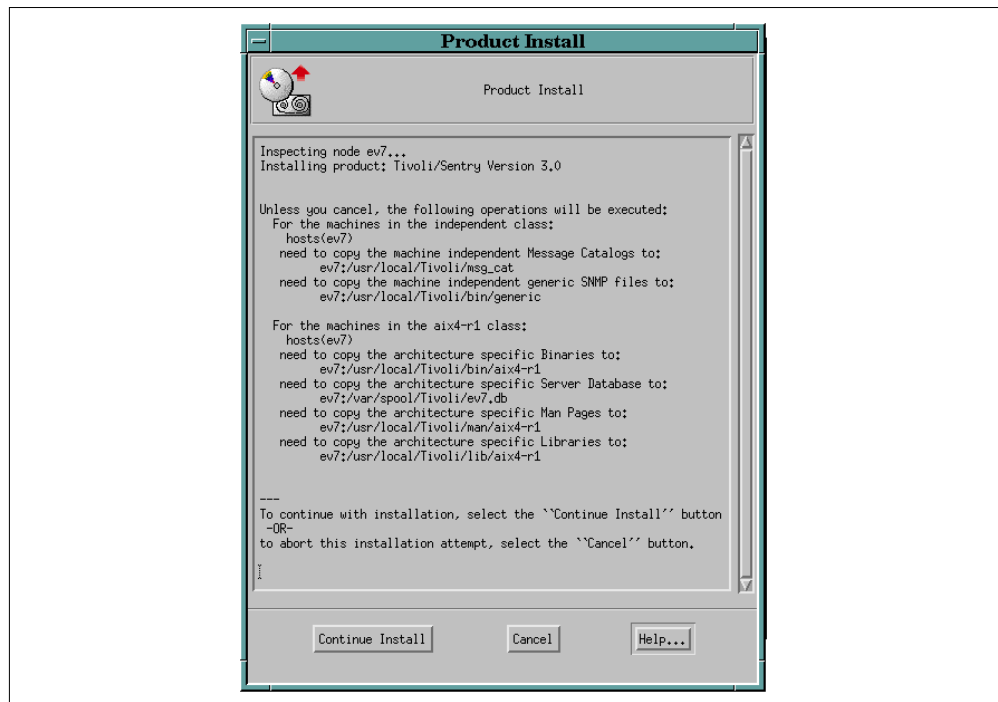 Product Install
Product Install
Inspecting node ev7...
Installing product: Tivoli/Sentry Version 3.0
Unless you cancel, the following operations will be executed:
For the machines in the independent class:
hosts(ev7)
need to copy the machine independent Message Catalogs to:
ev7:/usr/local/Tivoli/msg_cat
need to copy the machine independent generic SNMP files to:
ev7:/usr/local/Tivoli/bin/generic
For the machines in the aix4-r1 class:
hosts(ev7)
need to copy the architecture specific Binaries to:
ev7:/usr/local/Tivoli/bin/aix4-r1
need to copy the architecture specific Server Database to:
ev7:/var/spool/Tivoli/ev7.db
need to copy the architecture specific Man Pages to:
ev7:/usr/local/Tivoli/man/aix4-r1
need to copy the architecture specific Libraries to:
ev7:/usr/local/Tivoli/lib/aix4-r1
---
To continue with installation, select the ``Continue Install´´ button
-OR-
to abort this installation attempt, select the ``Cancel´´ button.
Continue Install Cancel Help...